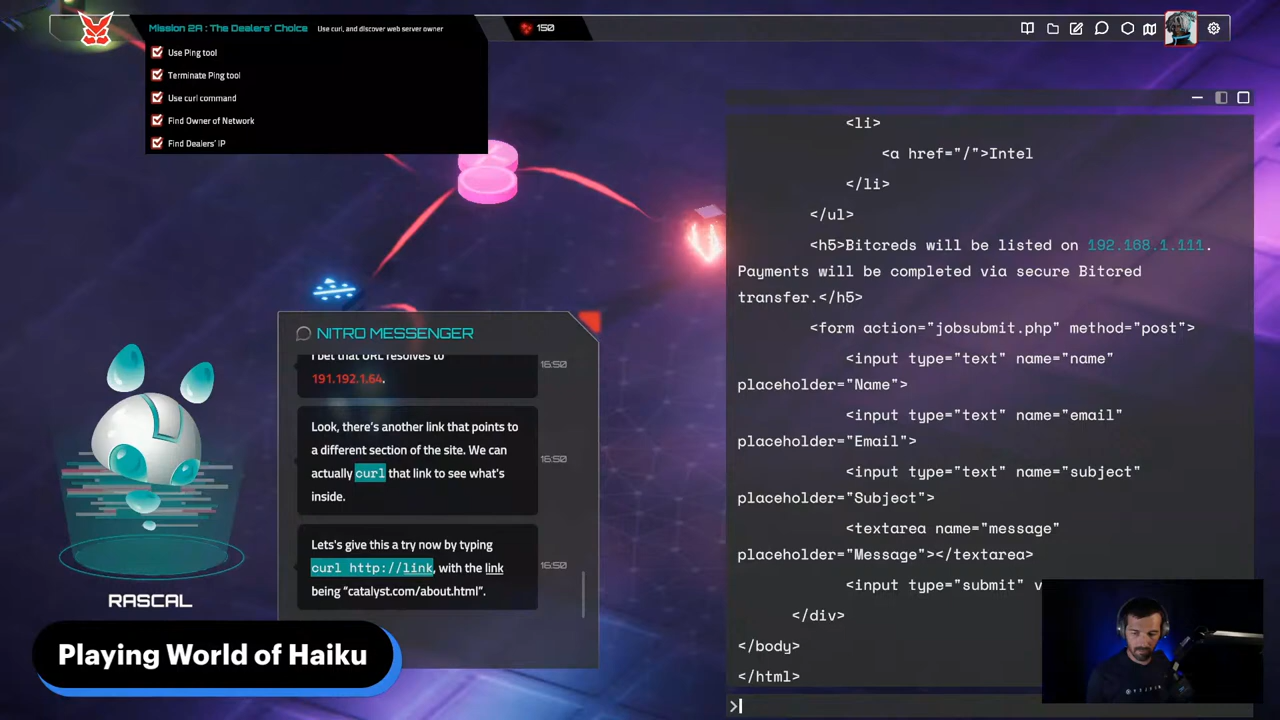 Mission 2A : The Dealers' Choice
Use curl, and discover web server owner
150
Use Ping tool
Terminate Ping tool
Use curl command
Find Owner of Network
Find Dealers' IP
<li>
<a href="/">Intel
</li>
</ul>
<h5>Bitcreds will be listed on 192.168.1.111.
Payments will be completed via secure Bitcred
transfer.</h5>
<form action="jobsubmit.php" method="post">
<input type="text" name="name"
placeholder="Name">
<input type="text" name="email"
placeholder="Email">
<input type="text" name="subject"
placeholder="Subject">
<textarea name="message"
placeholder="Message"></textarea>
<input type="submit" v
</div>
</body>
</html>
>
NITRO MESSENGER
I bet that URL resolves to
191.192.1.64.
16:50
Look, there's another link that points to
a different section of the site. We can
actually curl that link to see what's
inside.
16:50
Lets's give this a try now by typing
curl http://link, with the link
being “catalyst.com/about.html”.
16:50
RASCAL
Playing World of Haiku